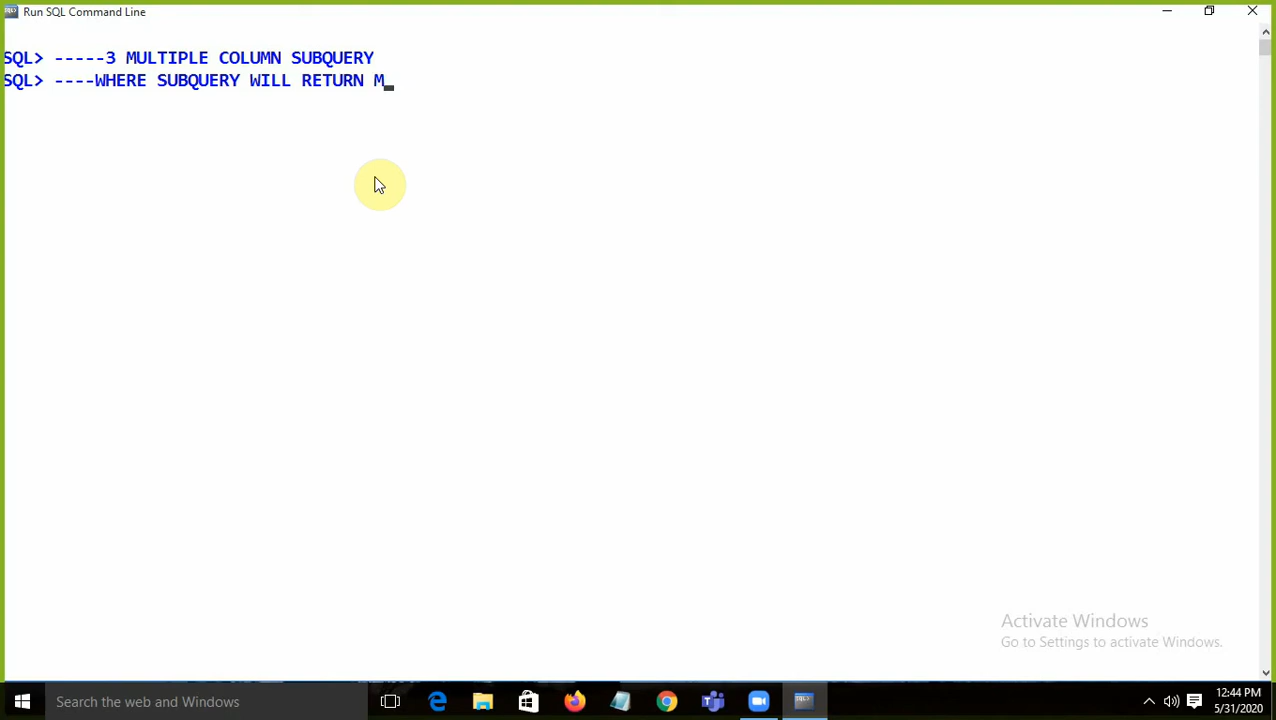 Run SQL Command Line
SQL> -----3 MULTIPLE COLUMN SUBQUERY
SQL> ----WHERE SUBQUERY WILL RETURN M
Activate Windows
Go to Settings to activate Windows.
Search the web and Windows
12:44 PM
5/31/2020